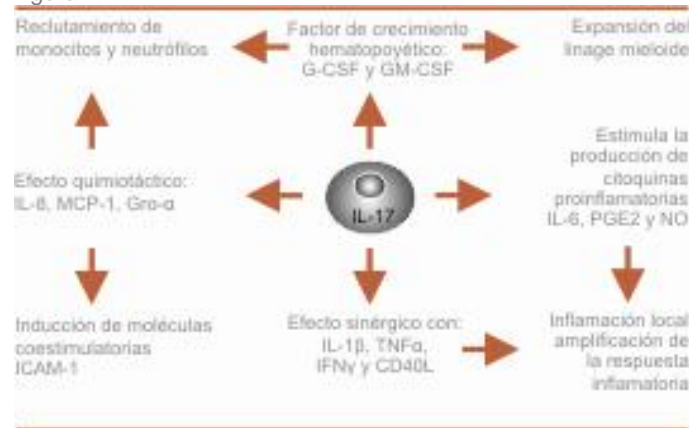 Reclutamiento de
monocitos y neutrófilos
Factor de crecimiento
hematopoyético:
G-CSF y GM-CSF
Expansión del
linage mieloide
Efecto quimiotáctico:
IL-8, MCP-1, Gro-α
IL-17
Estimula la
producción de
citoquinas
proinflamatorias
IL-6, PGE2 y NO
Inducción de moléculas
coestimulatorias
ICAM-1
Efecto sinérgico con:
IL-1β, TNFα,
IFNγ y CD40L
Inflamación local
amplificación de
la respuesta
inflamatoria